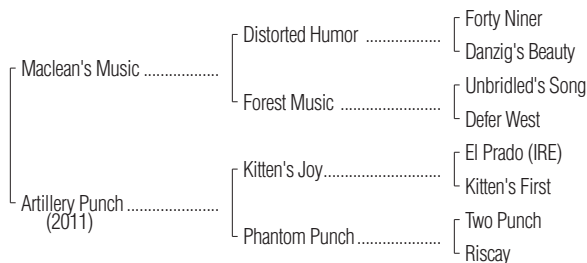 Forty Niner
Distorted Humor ..................
Danzig's Beauty
Maclean's Music ..................
Unbridled's Song
Forest Music ......................
Defer West
El Prado (IRE)
Kitten's Joy.........................
Kitten's First
Artillery Punch ......................
(2011)
Two Punch
Phantom Punch ...................
Riscay